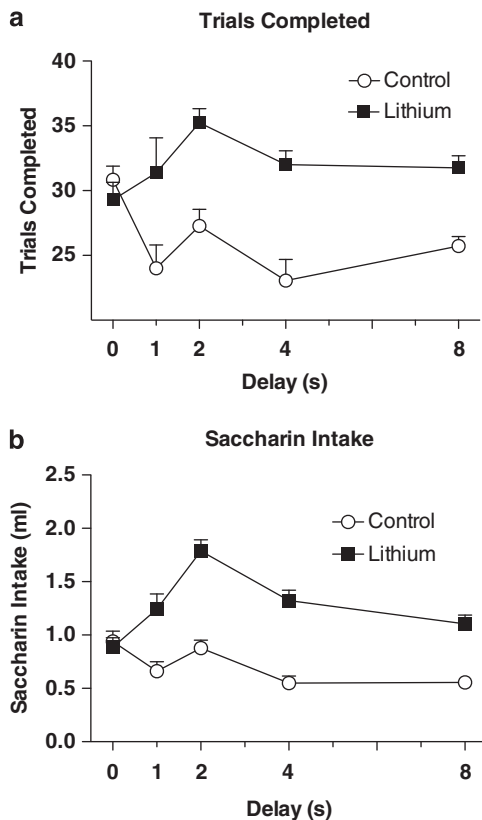 a
Trials Completed
40
35
30
25
Trials Completed
Control
Lithium
0 1 2 4 8
Delay (s)
b
Saccharin Intake
2.5
2.0
1.5
1.0
0.5
0.0
Saccharin Intake (ml)
Control
Lithium
0 1 2 4 8
Delay (s)